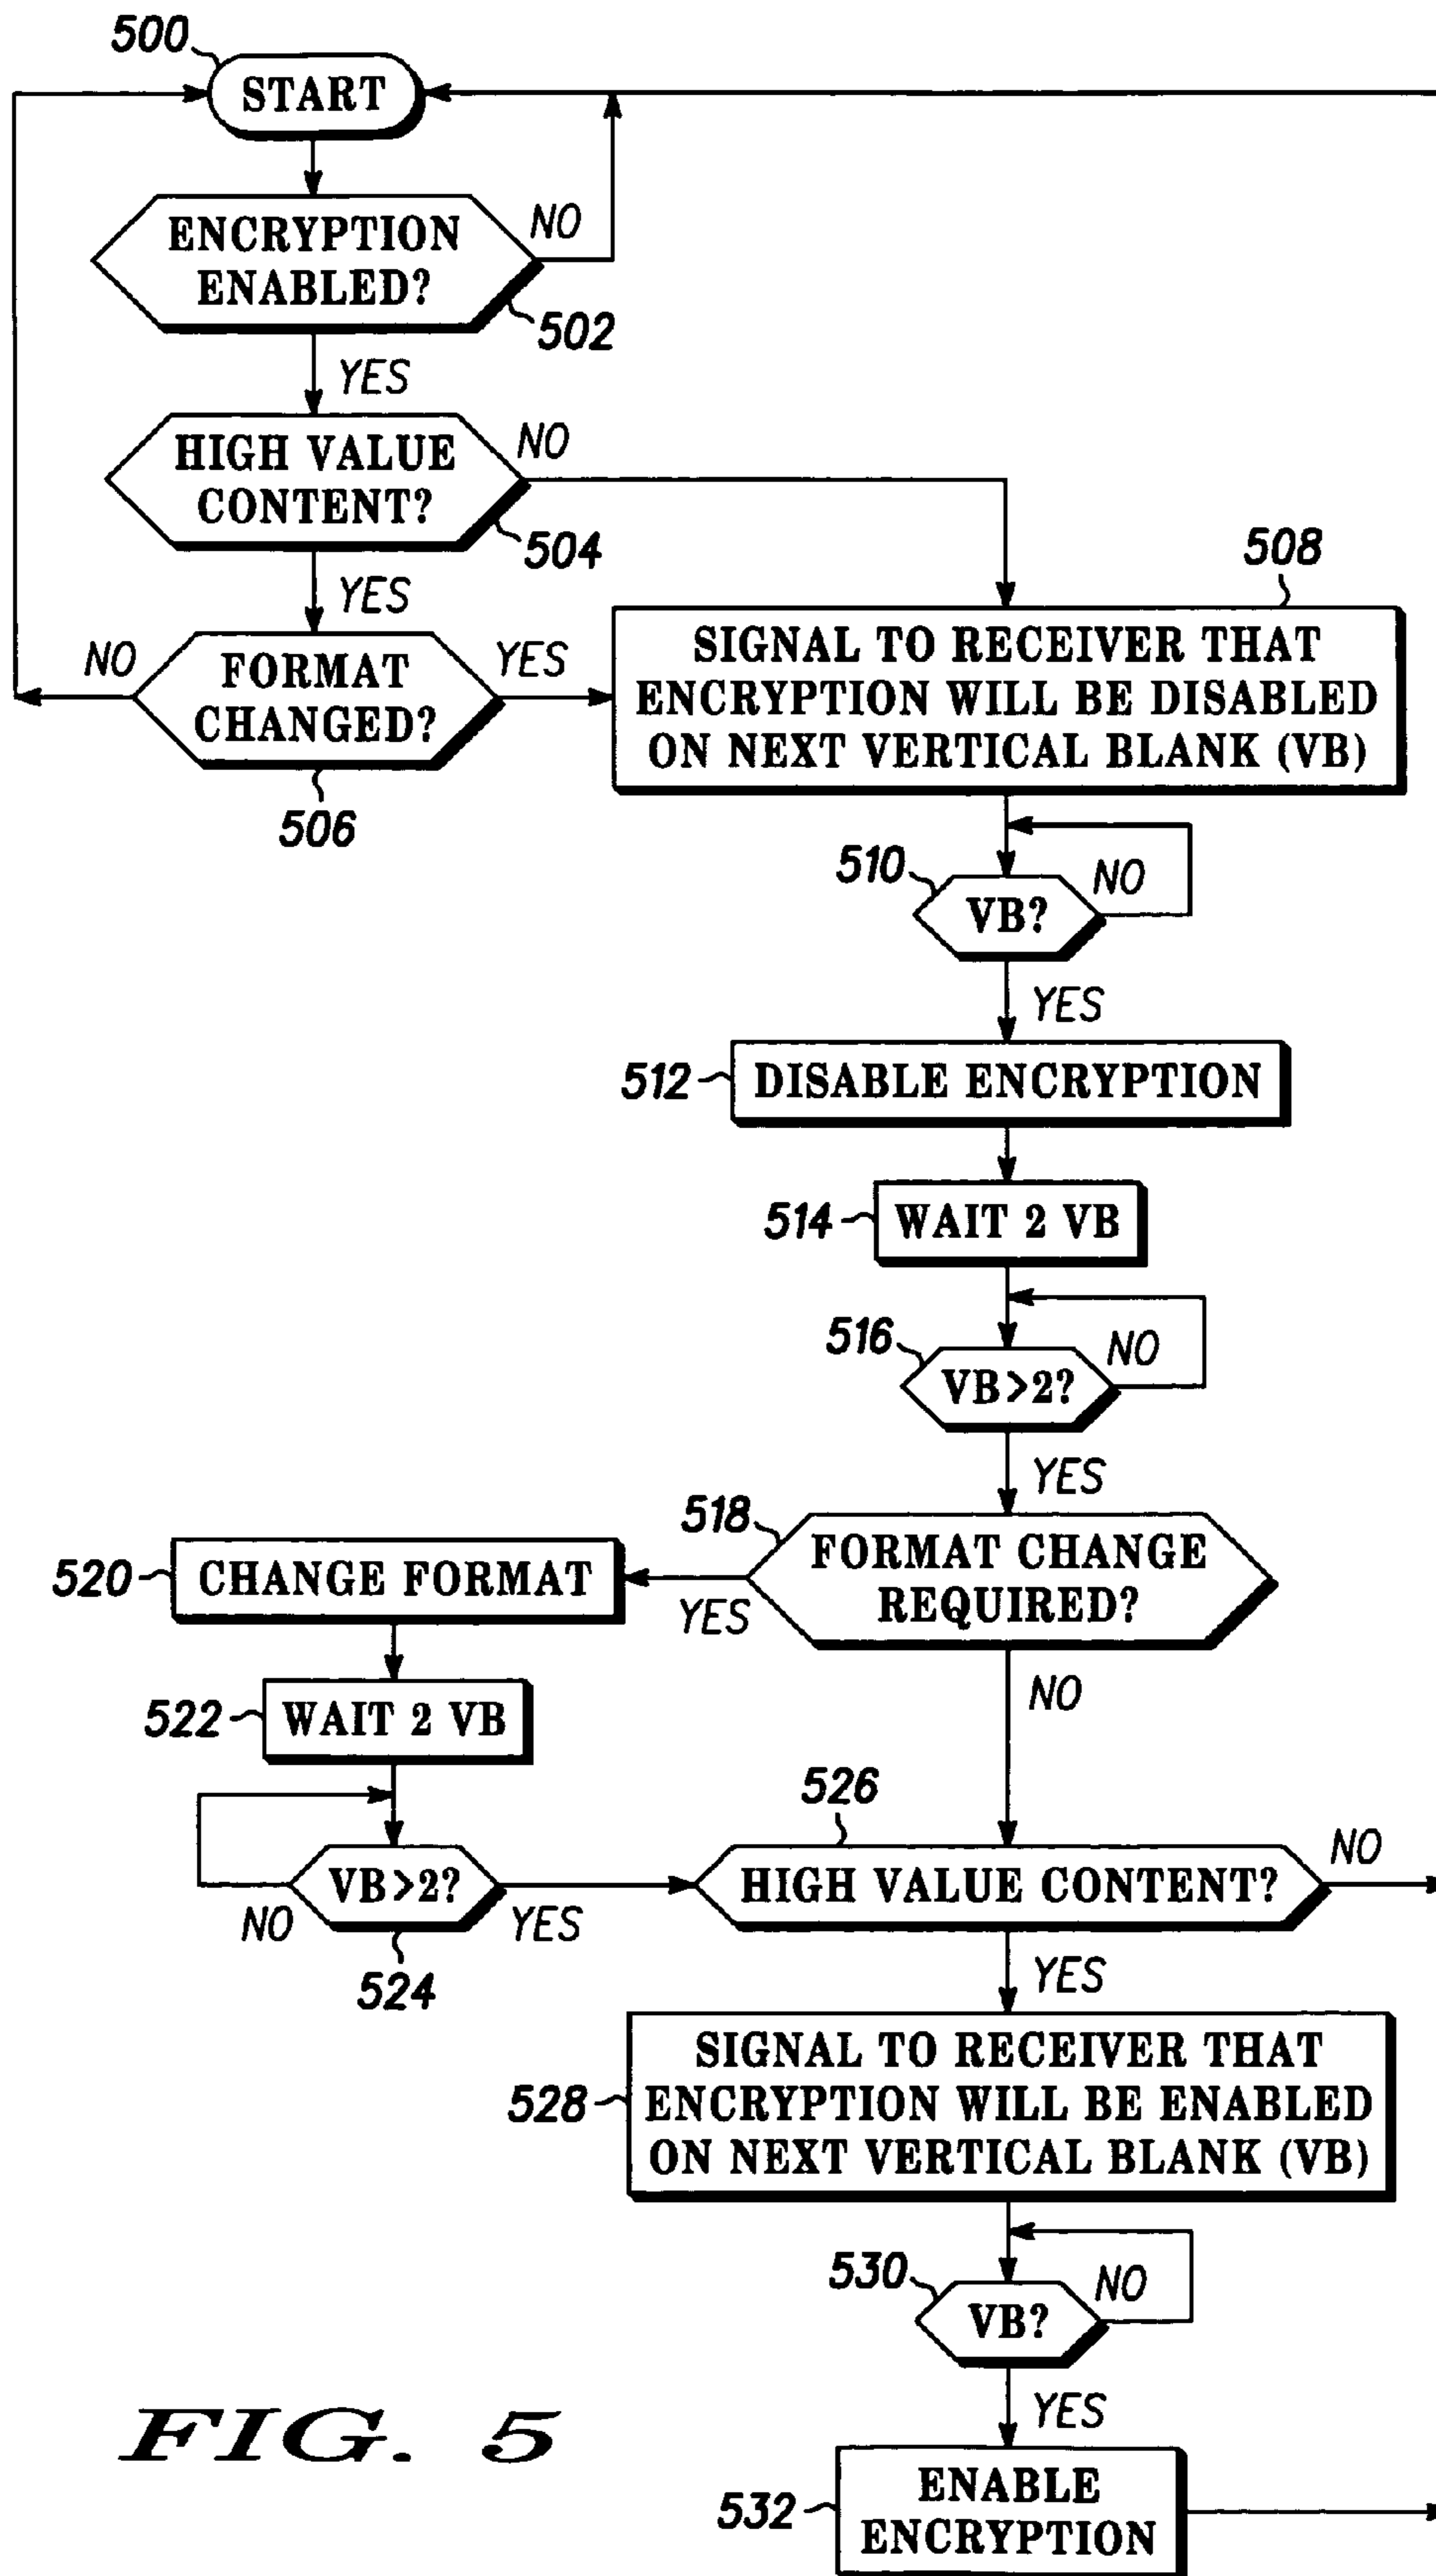 500
START
ENCRYPTION
ENABLED?
NO
502
YES
HIGH VALUE
CONTENT?
NO
504
YES
FORMAT
CHANGED?
NO
YES
506
508
SIGNAL TO RECEIVER THAT
ENCRYPTION WILL BE DISABLED
ON NEXT VERTICAL BLANK (VB)
510
VB?
NO
YES
512
DISABLE ENCRYPTION
514
WAIT 2 VB
516
VB>2?
NO
YES
518
FORMAT CHANGE
REQUIRED?
YES
NO
520
CHANGE FORMAT
522
WAIT 2 VB
VB>2?
NO
YES
524
526
HIGH VALUE CONTENT?
NO
YES
528
SIGNAL TO RECEIVER THAT
ENCRYPTION WILL BE ENABLED
ON NEXT VERTICAL BLANK (VB)
530
VB?
NO
YES
532
ENABLE
ENCRYPTION
FIG. 5